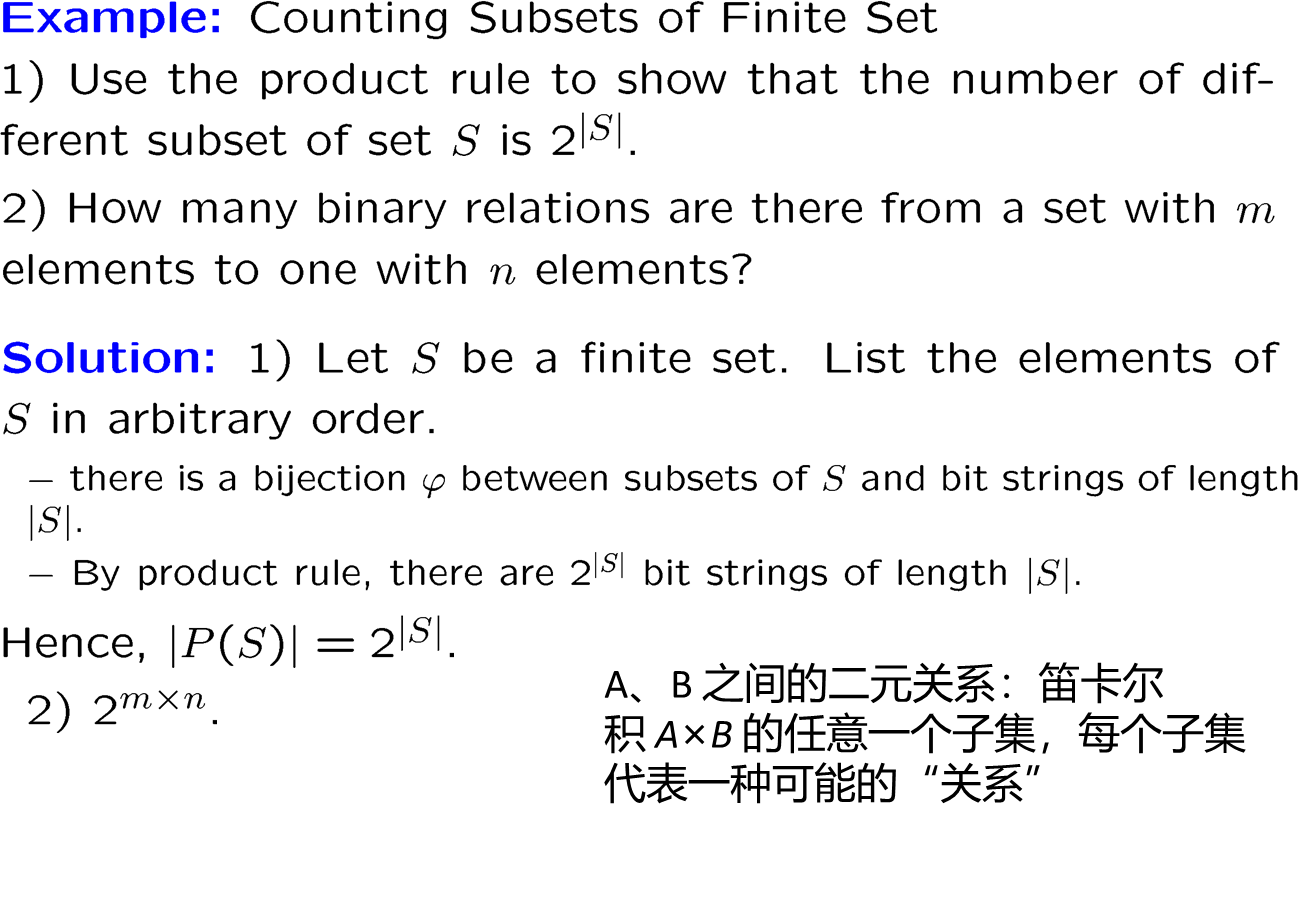 Example: Counting Subsets of Finite Set
1) Use the product rule to show that the number of dif-
ferent subset of set S is 2^{|S|}.
2) How many binary relations are there from a set with m
elements to one with n elements?
Solution: 1) Let S be a finite set. List the elements of
S in arbitrary order.
– there is a bijection φ between subsets of S and bit strings of length
|S|.
– By product rule, there are 2^{|S|} bit strings of length |S|.
Hence, |P(S)| = 2^{|S|}.
2) 2^{m×n}.
A、B 之间的二元关系：笛卡尔
积 A×B 的任意一个子集，每个子集
代表一种可能的“关系”